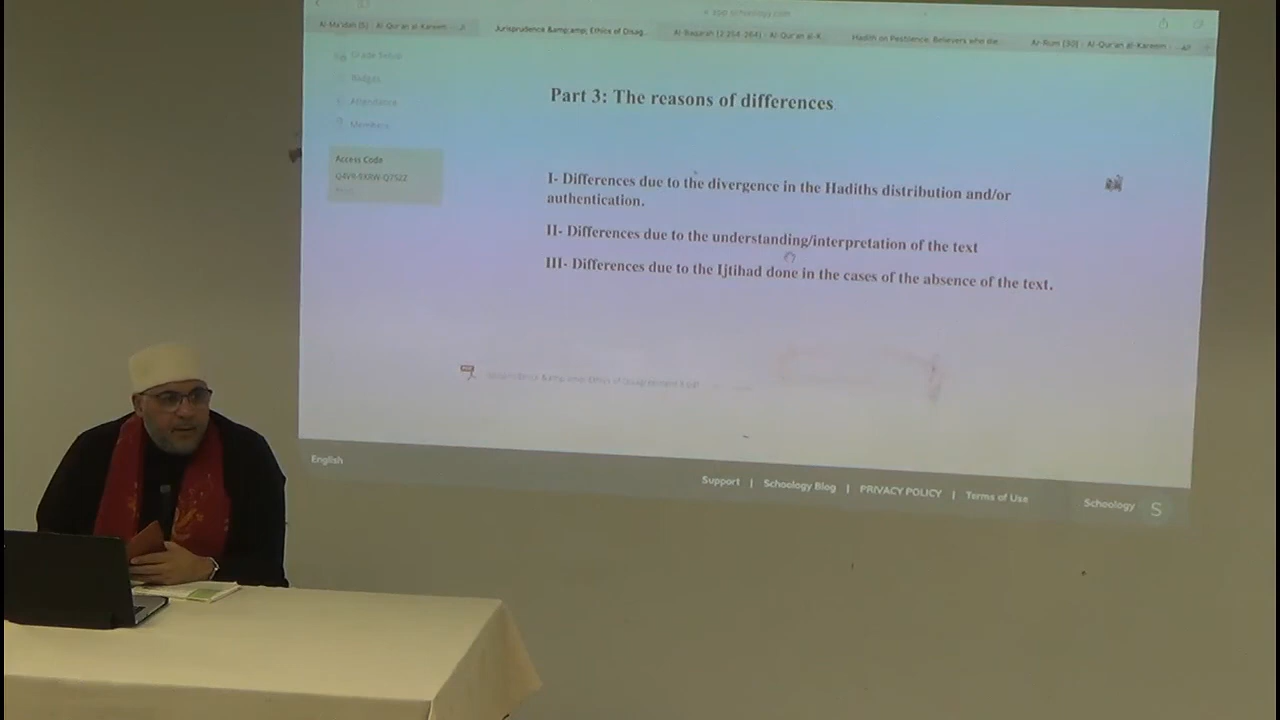 app.schoology.com
Al-Ma'idah (5) - Al-Qur'an al-Kareem
Jurisprudence &amp;amp; Ethics of Disag...
Al-Baqarah [2:254-264] - Al-Qur'an al-K...
Hadith on Pestilence: Believers who die
Ar-Rum [30] - Al-Qur'an al-Kareem
Grade Setup
Badges
Attendance
Members
Access Code
Part 3: The reasons of differences.
I- Differences due to the divergence in the Hadiths distribution and/or
authentication.
II- Differences due to the understanding/interpretation of the text
III- Differences due to the Ijtihad done in the cases of the absence of the text.
English
Support | Schoology Blog | PRIVACY POLICY | Terms of Use
Schoology S